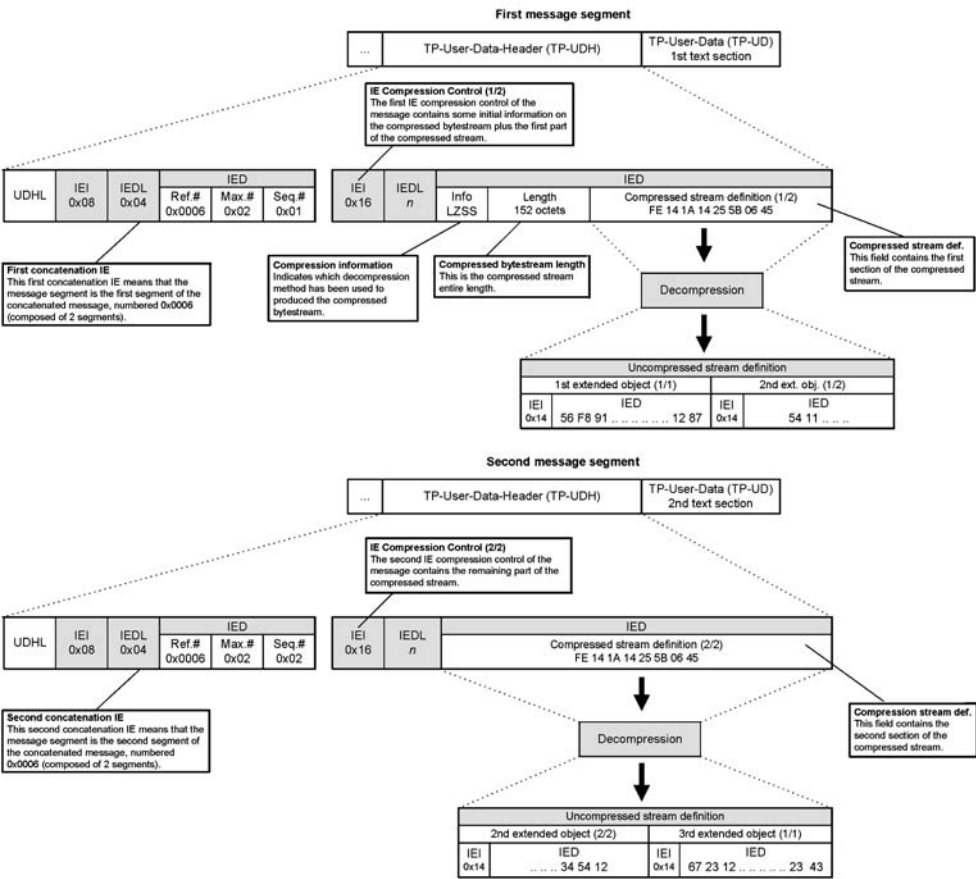 First message segment
...
TP-User-Data-Header (TP-UDH)
TP-User-Data (TP-UD)
1st text section
IE Compression Control (1/2)
The first IE compression control of the
message contains some initial information on
the compressed bytestream plus the first part
of the compressed stream.
UDHL
IEI
0x08
IEDL
0x04
IED
Ref.#
0x0006
Max.#
0x02
Seq.#
0x01
IEI
0x16
IEDL
n
IED
Info
LZSS
Length
152 octets
Compressed stream definition (1/2)
FE 14 1A 14 25 5B 06 45
First concatenation IE
This first concatenation IE means that the
message segment is the first segment of the
concatenated message, numbered 0x0006
(composed of 2 segments).
Compression information
Indicates which decompression
method has been used to
produced the compressed
bytestream.
Compressed bytestream length
This is the compressed stream
entire length.
Compressed stream def.
This field contains the first
section of the compressed
stream.
Decompression
Uncompressed stream definition
1st extended object (1/1)
2nd ext. obj. (1/2)
IEI
0x14
IED
56 F8 91 .. .. .. .. .. .. 12 87
IEI
0x14
IED
54 11 .. .. ..
Second message segment
...
TP-User-Data-Header (TP-UDH)
TP-User-Data (TP-UD)
2nd text section
IE Compression Control (2/2)
The second IE compression control of the
message contains the remaining part of the
compressed stream.
UDHL
IEI
0x08
IEDL
0x04
IED
Ref.#
0x0006
Max.#
0x02
Seq.#
0x02
IEI
0x16
IEDL
n
IED
Compressed stream definition (2/2)
FE 14 1A 14 25 5B 06 45
Second concatenation IE
This second concatenation IE means that the
message segment is the second segment of
the concatenated message, numbered
0x0006 (composed of 2 segments).
Compression stream def.
This field contains the
second section of the
compressed stream.
Decompression
Uncompressed stream definition
2nd extended object (2/2)
3rd extended object (1/1)
IEI
0x14
IED
.. .. .. 34 54 12
IEI
0x14
IED
67 23 12 .. .. .. .. .. .. 23 43